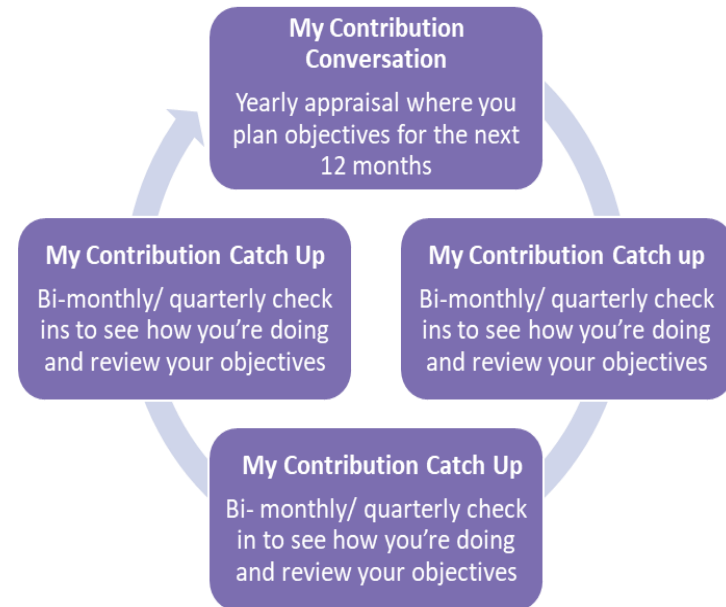 My Contribution
Conversation
Yearly appraisal where you
plan objectives for the next
12 months
My Contribution Catch Up
Bi-monthly/ quarterly check
ins to see how you’re doing
and review your objectives
My Contribution Catch up
Bi-monthly/ quarterly check
ins to see how you’re doing
and review your objectives
My Contribution Catch Up
Bi- monthly/ quarterly check
in to see how you’re doing
and review your objectives